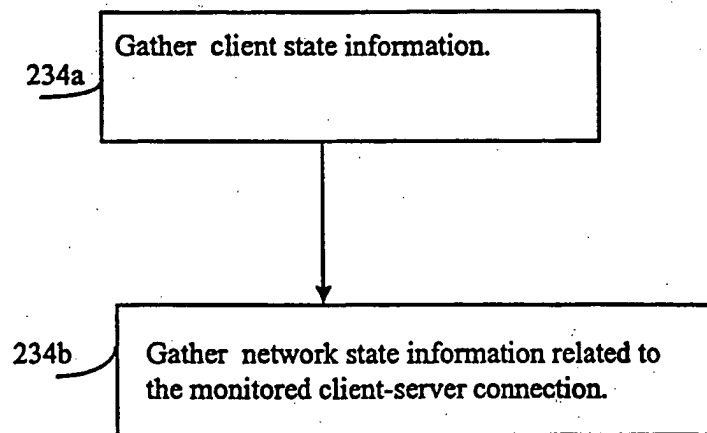 Gather client state information.
234a
234b
Gather network state information related to
the monitored client-server connection.